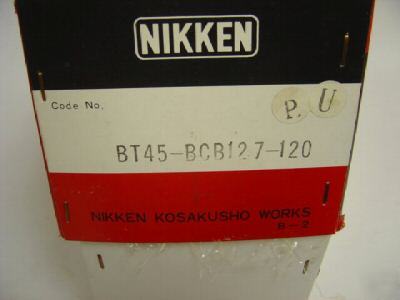 NIKKEN
Code No.
P. U
BT45-BCB12.7-120
NIKKEN KOSAKUSHO WORKS
B-2